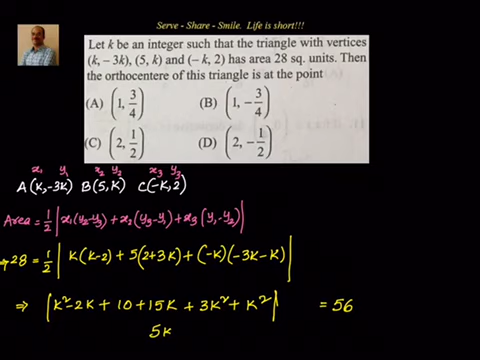 Serve - Share - Smile. Life is short!!!
Let k be an integer such that the triangle with vertices
(k, – 3k), (5, k) and (–k, 2) has area 28 sq. units. Then
the orthocentere of this triangle is at the point
(A) (1, 3/4) (B) (1, –3/4)
(C) (2, 1/2) (D) (2, –1/2)
x₁ y₁ x₂ y₂ x₃ y₃
A(K,-3K) B(5,K) C(-K,2)
Area = 1/2 | x₁(y₂-y₃) + x₂(y₃-y₁) + x₃(y₁-y₂) |
→ 28 = 1/2 | K(K-2) + 5(2+3K) + (-K)(-3K-K) |
⇒ | K²-2K + 10 + 15K + 3K² + K² | = 56
5K